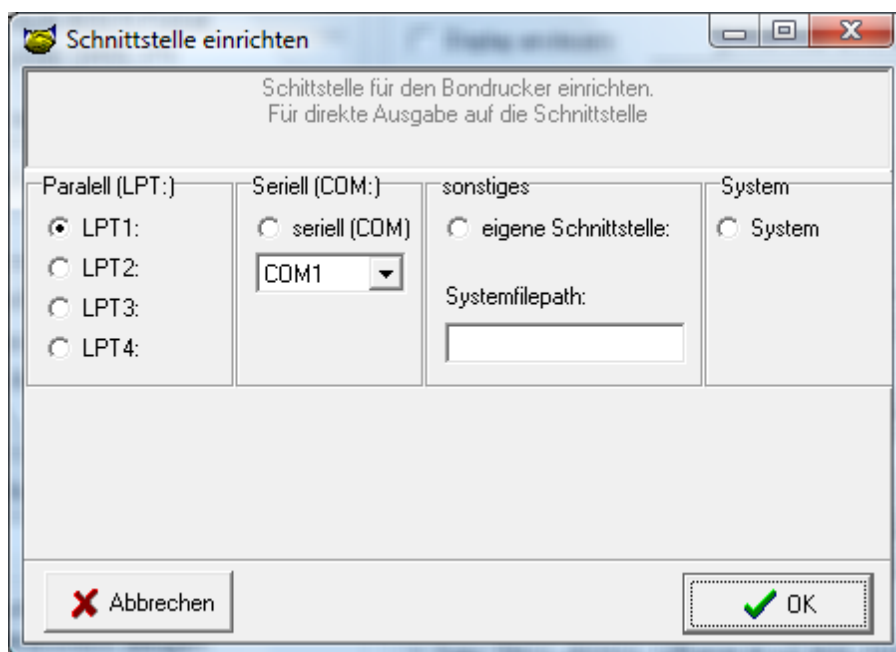 Schnittstelle einrichten
Schittstelle für den Bondrucker einrichten.
Für direkte Ausgabe auf die Schnittstelle
Paralell (LPT:)
LPT1:
LPT2:
LPT3:
LPT4:
Seriell (COM:)
seriell (COM)
COM1
sonstiges
eigene Schnittstelle:
Systemfilepath:
System
System
Abbrechen
OK